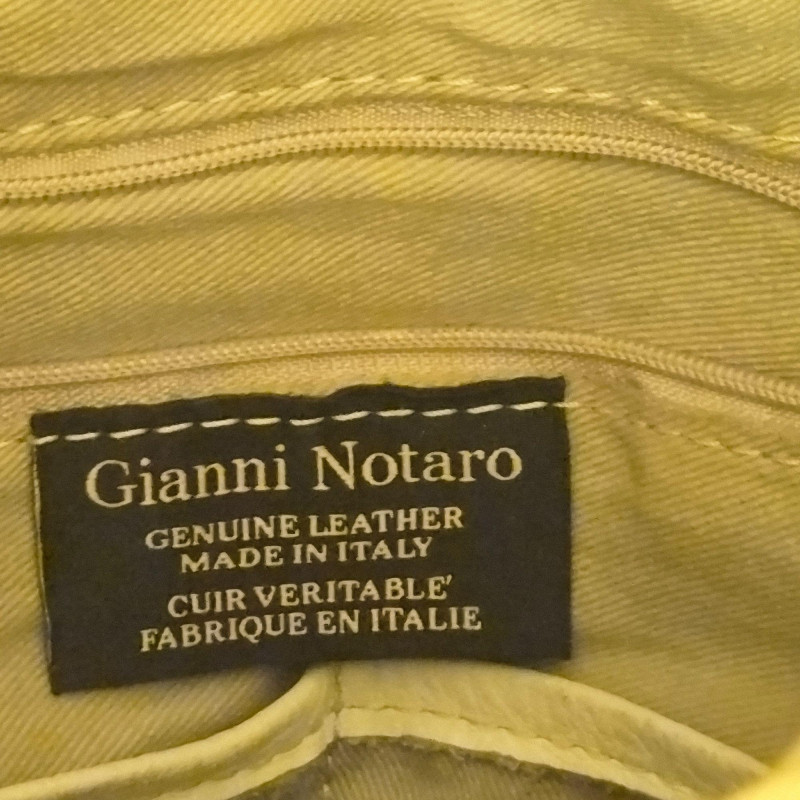 Gianni Notaro
GENUINE LEATHER
MADE IN ITALY
CUIR VERITABLE'
FABRIQUE EN ITALIE